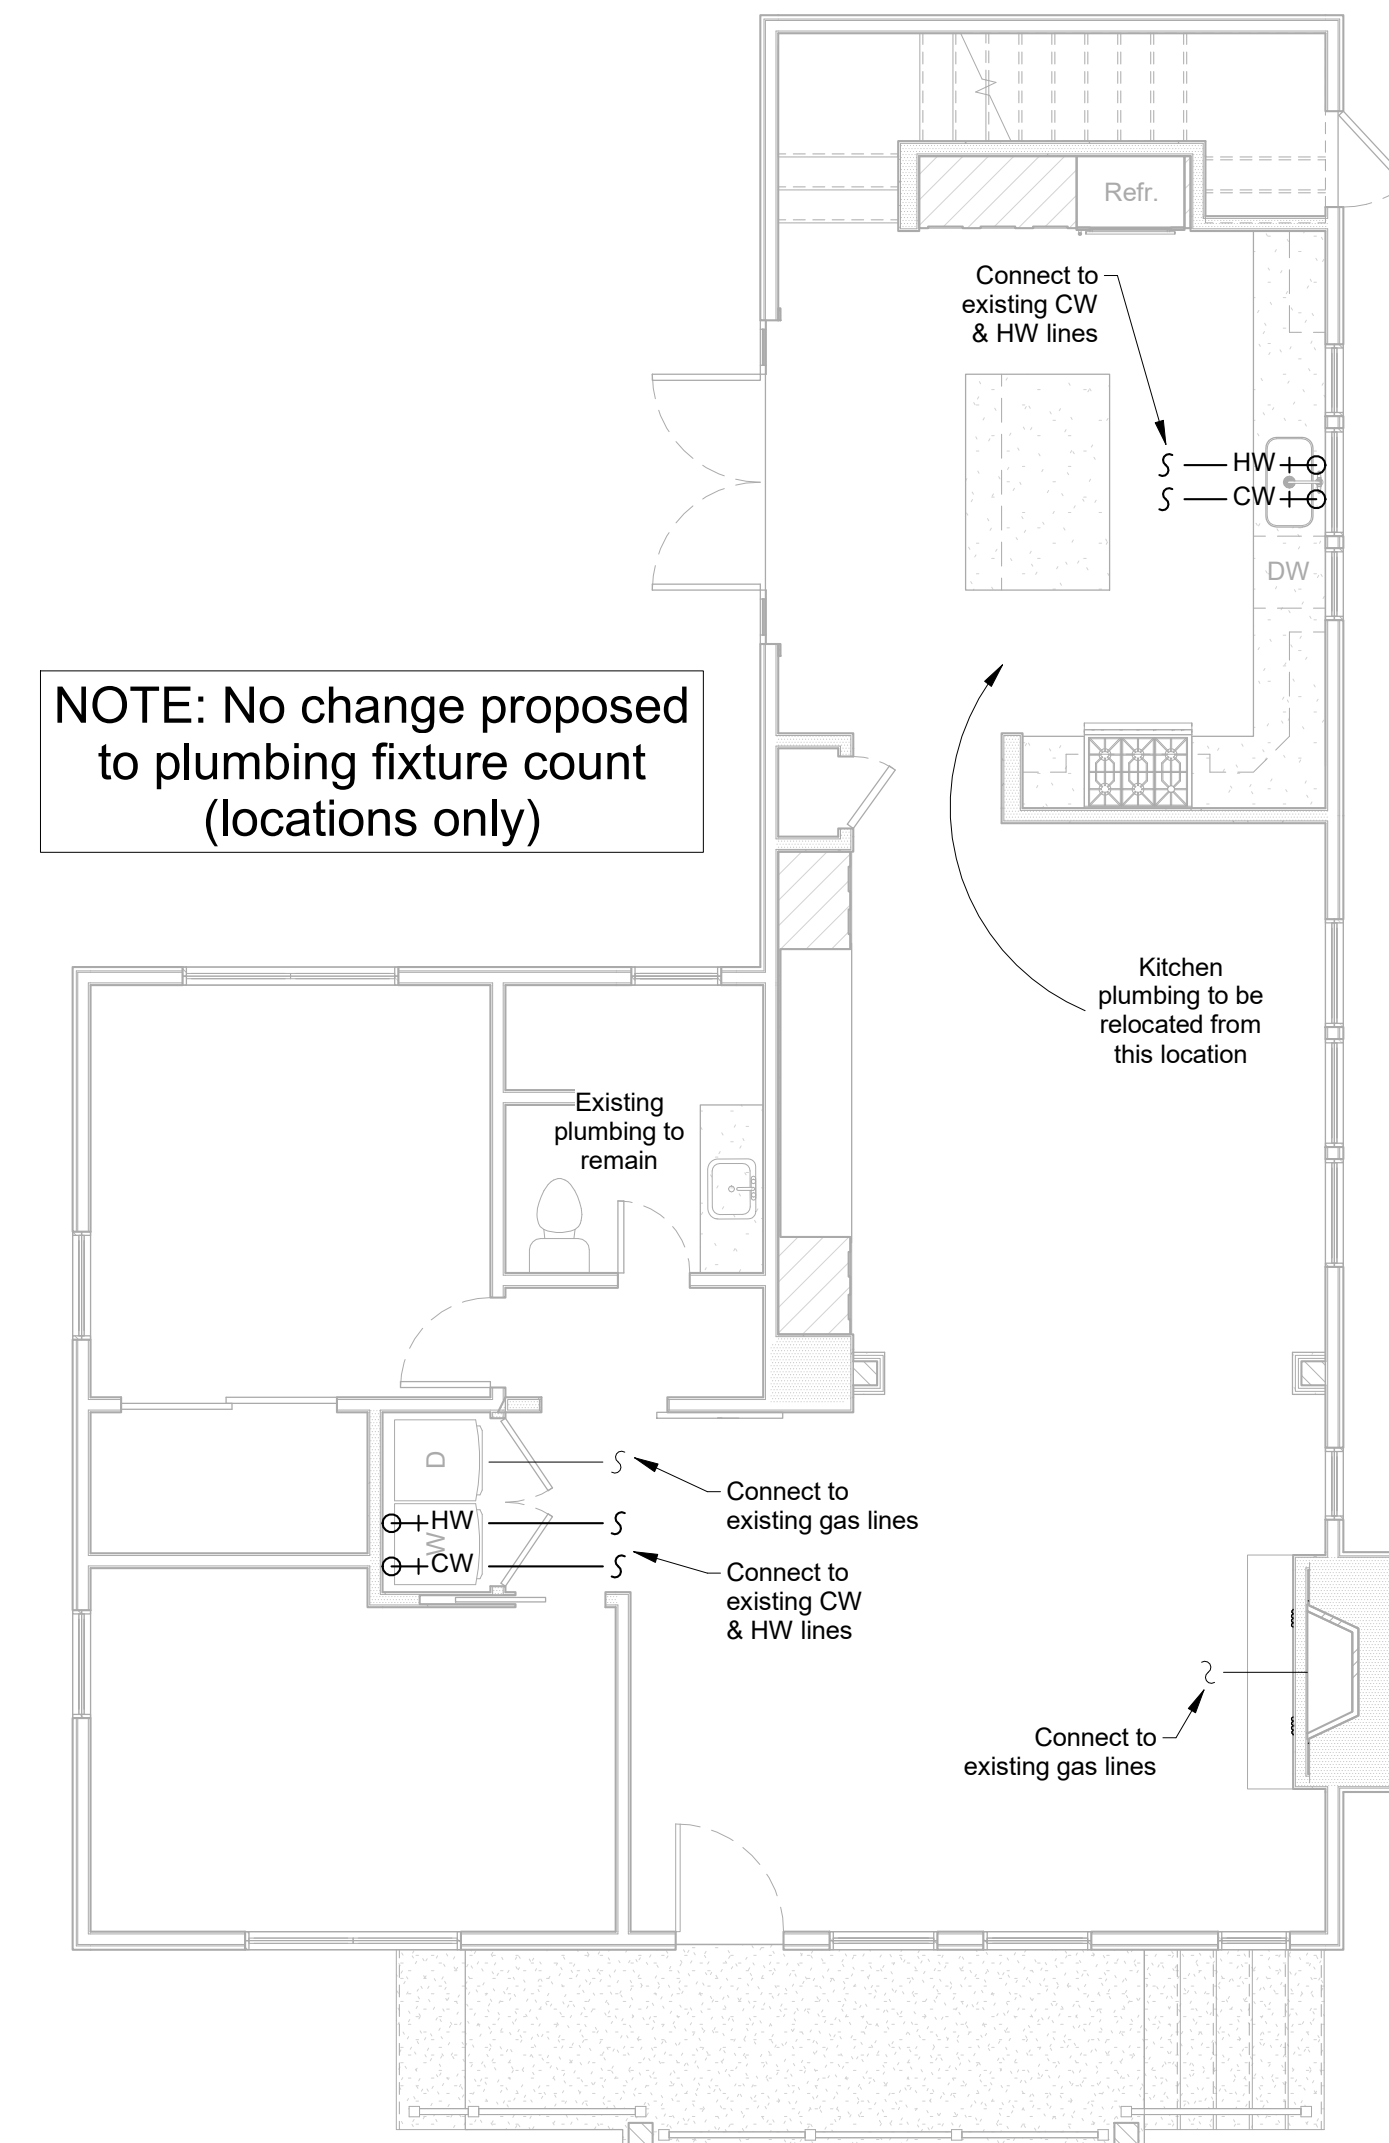 Refr.
Connect to
existing CW
& HW lines
HW
CW
DW
NOTE: No change proposed
to plumbing fixture count
(locations only)
Kitchen
plumbing to be
relocated from
this location
Existing
plumbing to
remain
D
Connect to
existing gas lines
HW
W
CW
Connect to
existing CW
& HW lines
Connect to
existing gas lines